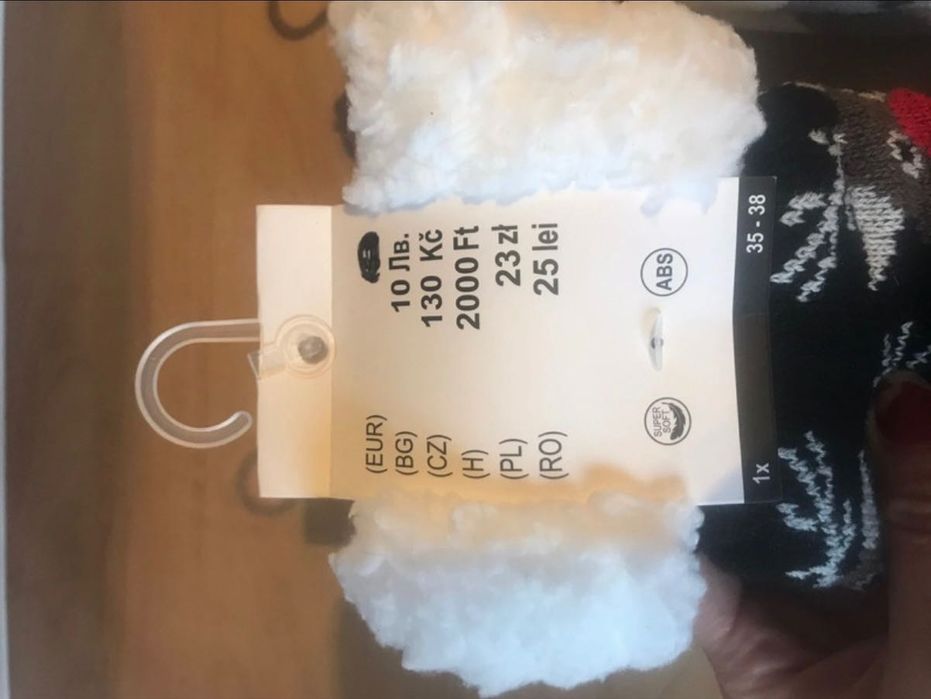 (EUR)
(BG) 10 Лв.
(CZ) 130 Kč
(H) 2000 Ft
(PL) 23 zł
(RO) 25 lei
SUPER
SOFT
ABS
1x 35 - 38